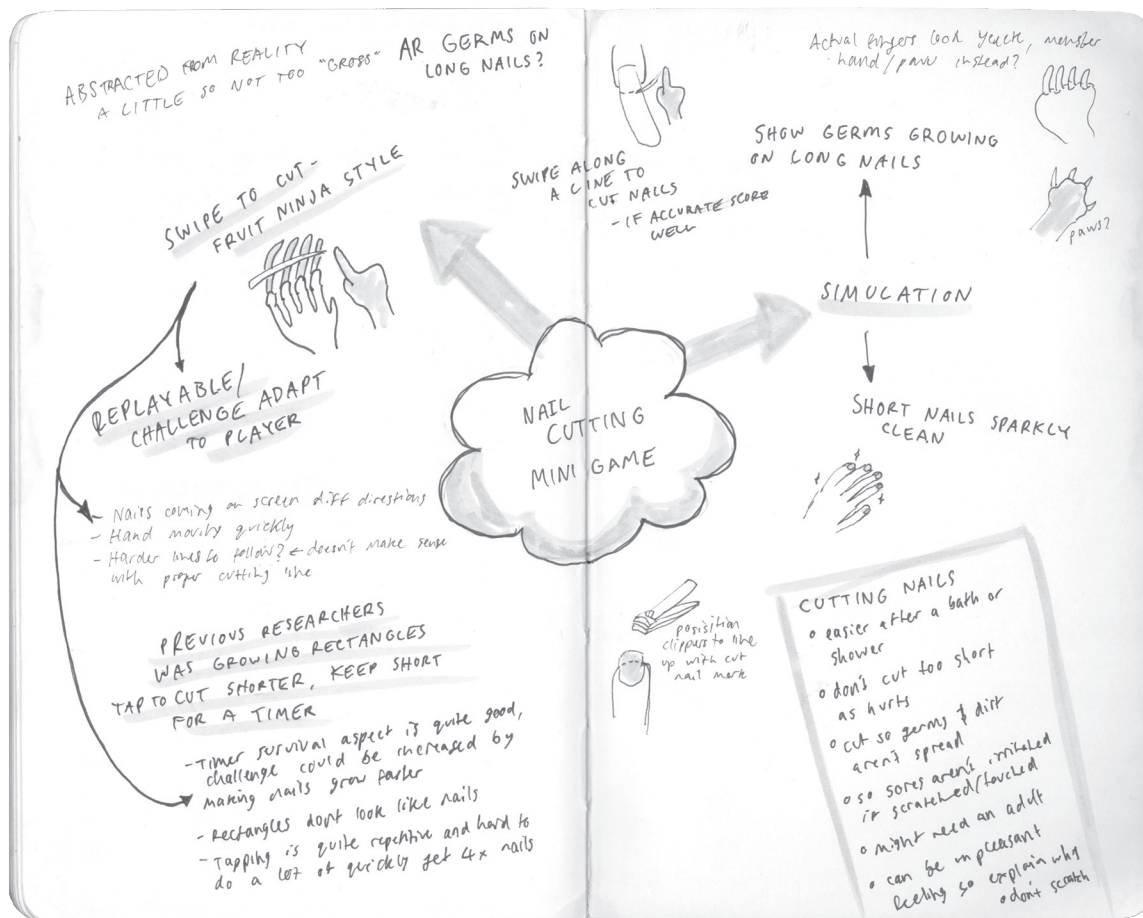 ABSTRACTED FROM REALITY
A LITTLE SO NOT TOO "GROSS"
AR GERMS ON
LONG NAILS?
SWIPE TO CUT-
FRUIT NINJA STYLE
REPLAYABLE/
CHALLENGE ADAPT
TO PLAYER
- Nails coming on screen diff directions
- Hand moving quickly
- Harder lines to follow? ← doesn't make sense
with proper cutting line
PREVIOUS RESEARCHERS
WAS GROWING RECTANGLES
TAP TO CUT SHORTER, KEEP SHORT
FOR A TIMER
- Timer survival aspect is quite good,
challenge could be increased by
making nails grow faster
- Rectangles dont look like nails
- Tapping is quite repetitive and hard to
do a lot of quickly get 4x nails
SWIPE ALONG
A LINE TO
CUT NAILS
- IF ACCURATE SCORE
WELL
NAIL
CUTTING
MINI GAME
Actual fingers look yuck, monster
hand/paw instead?
paws?
SHOW GERMS GROWING
ON LONG NAILS
SIMULATION
SHORT NAILS SPARKLY
CLEAN
posisition
clippers to line
up with cut
nail mark
CUTTING NAILS
• easier after a bath or
shower
• don't cut too short
as hurts
• cut so germs & dirt
aren't spread
• so sores aren't irritated
if scratched/touched
• might need an adult
• can be unpleasant
feeling so explain why
• don't scratch